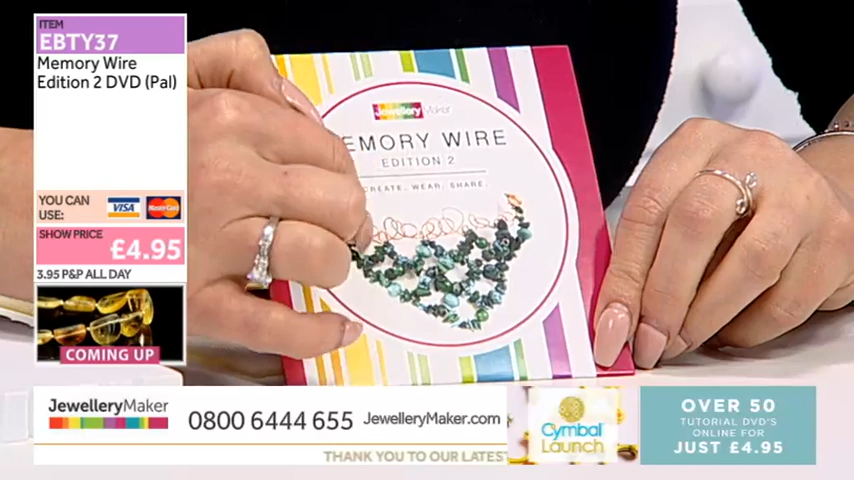 ITEM
EBTY37
Memory Wire
Edition 2 DVD (Pal)
YOU CAN
USE:
VISA
MasterCard
SHOW PRICE
£4.95
3.95 P&P ALL DAY
COMING UP
JewelleryMaker
EMORY WIRE
EDITION 2
CREATE. WEAR. SHARE.
JewelleryMaker
0800 6444 655
JewelleryMaker.com
THANK YOU TO OUR LATES
Cymbal
Launch
OVER 50
TUTORIAL DVD'S
ONLINE FOR
JUST £4.95